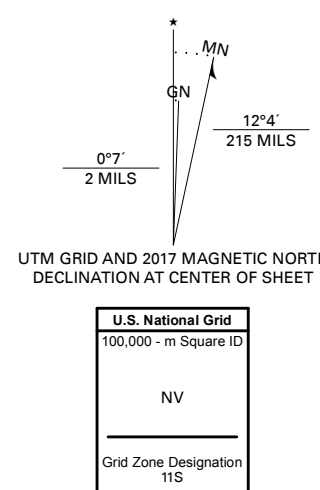 ★
MN
GN
12°4´
215 MILS
0°7´
2 MILS
UTM GRID AND 2017 MAGNETIC NORTH
DECLINATION AT CENTER OF SHEET
U.S. National Grid
100,000 - m Square ID
NV
Grid Zone Designation
11S